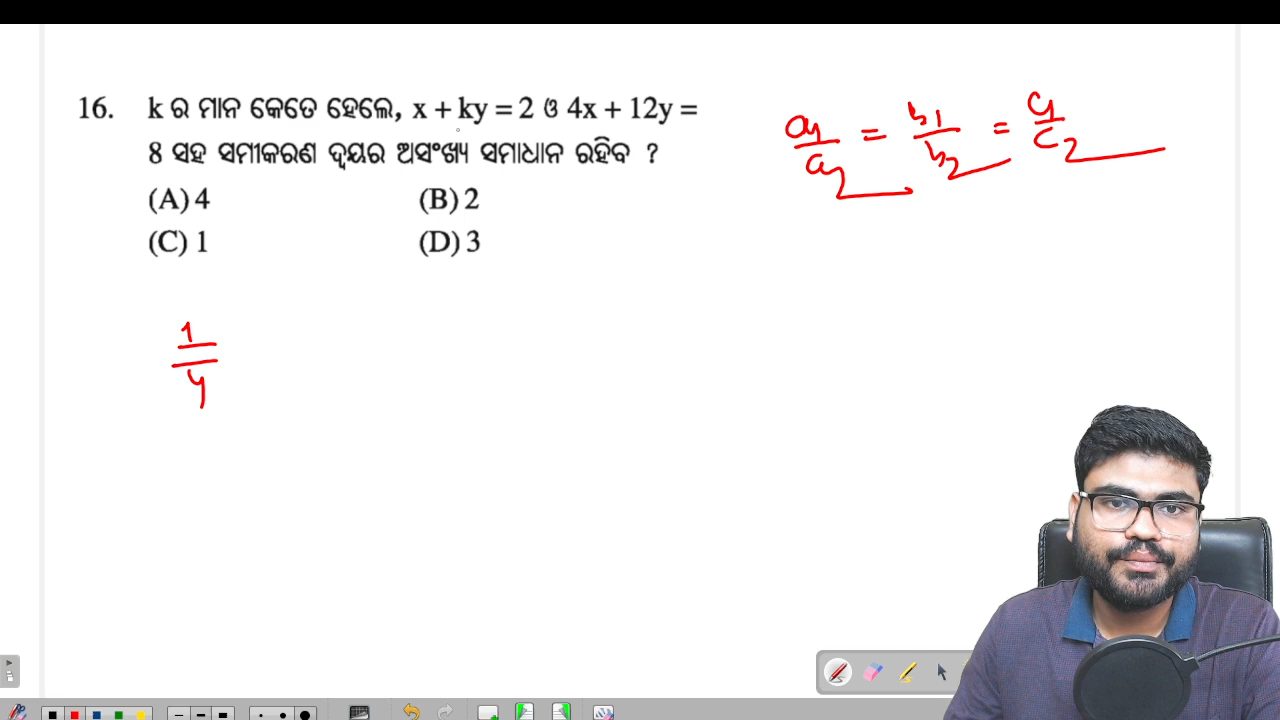 16. k ର ମାନ କେତେ ହେଲେ, x + ky = 2 ଓ 4x + 12y =
8 ସହ ସମୀକରଣ ଦ୍ୱୟର ଅସଂଖ୍ୟ ସମାଧାନ ରହିବ ?
(A) 4 (B) 2
(C) 1 (D) 3
a1/a2 = b1/b2 = c1/c2
1
4